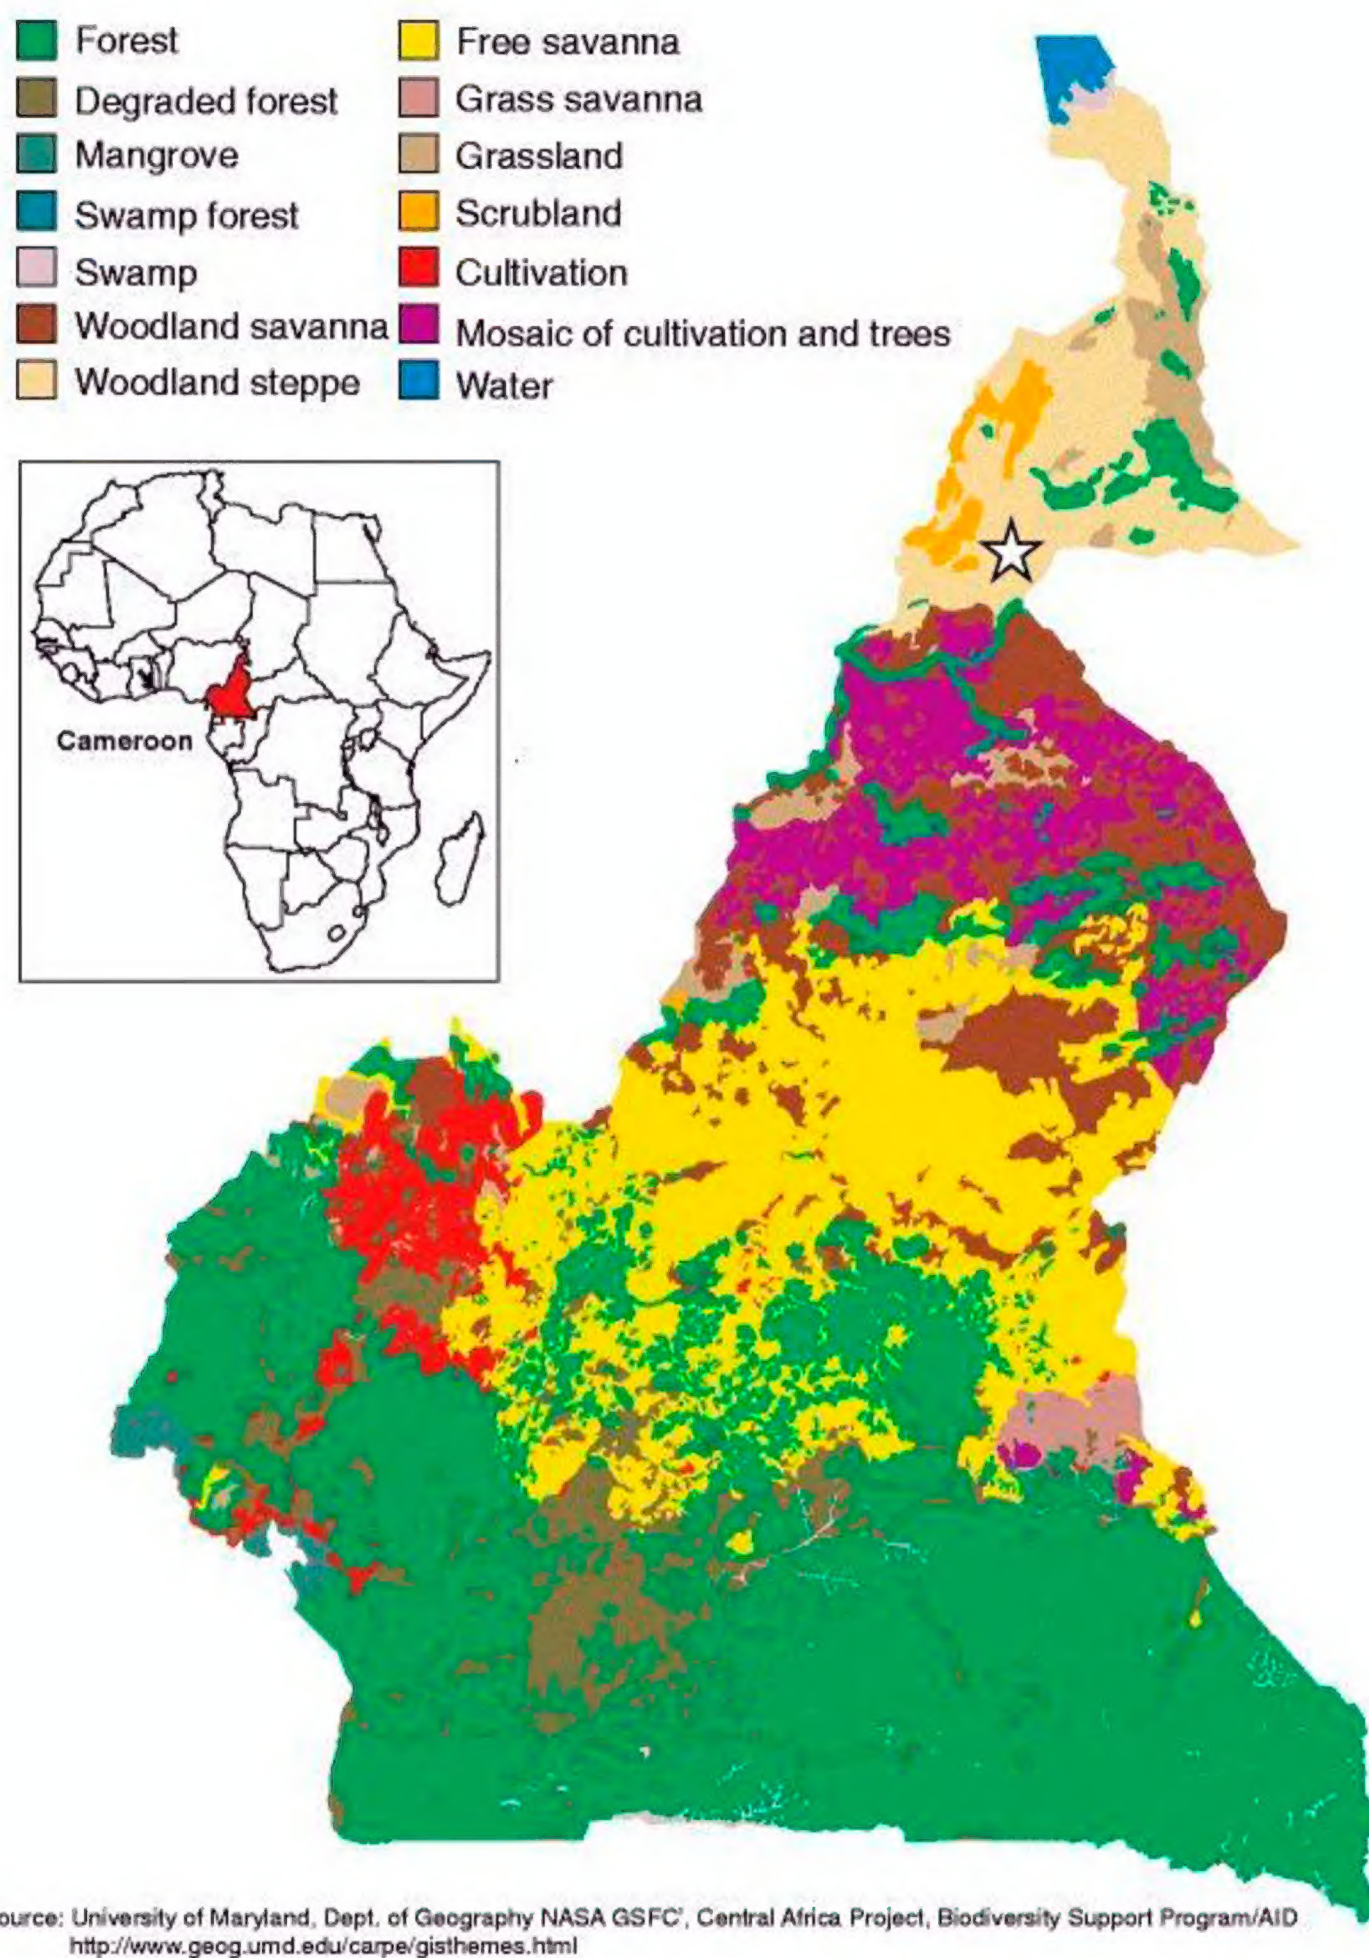 Forest
Degraded forest
Mangrove
Swamp forest
Swamp
Woodland savanna
Woodland steppe
Free savanna
Grass savanna
Grassland
Scrubland
Cultivation
Mosaic of cultivation and trees
Water
Cameroon
ource: University of Maryland, Dept. of Geography NASA GSFC', Central Africa Project, Biodiversity Support Program/AID
http://www.geog.umd.edu/carpe/gisthemes.html